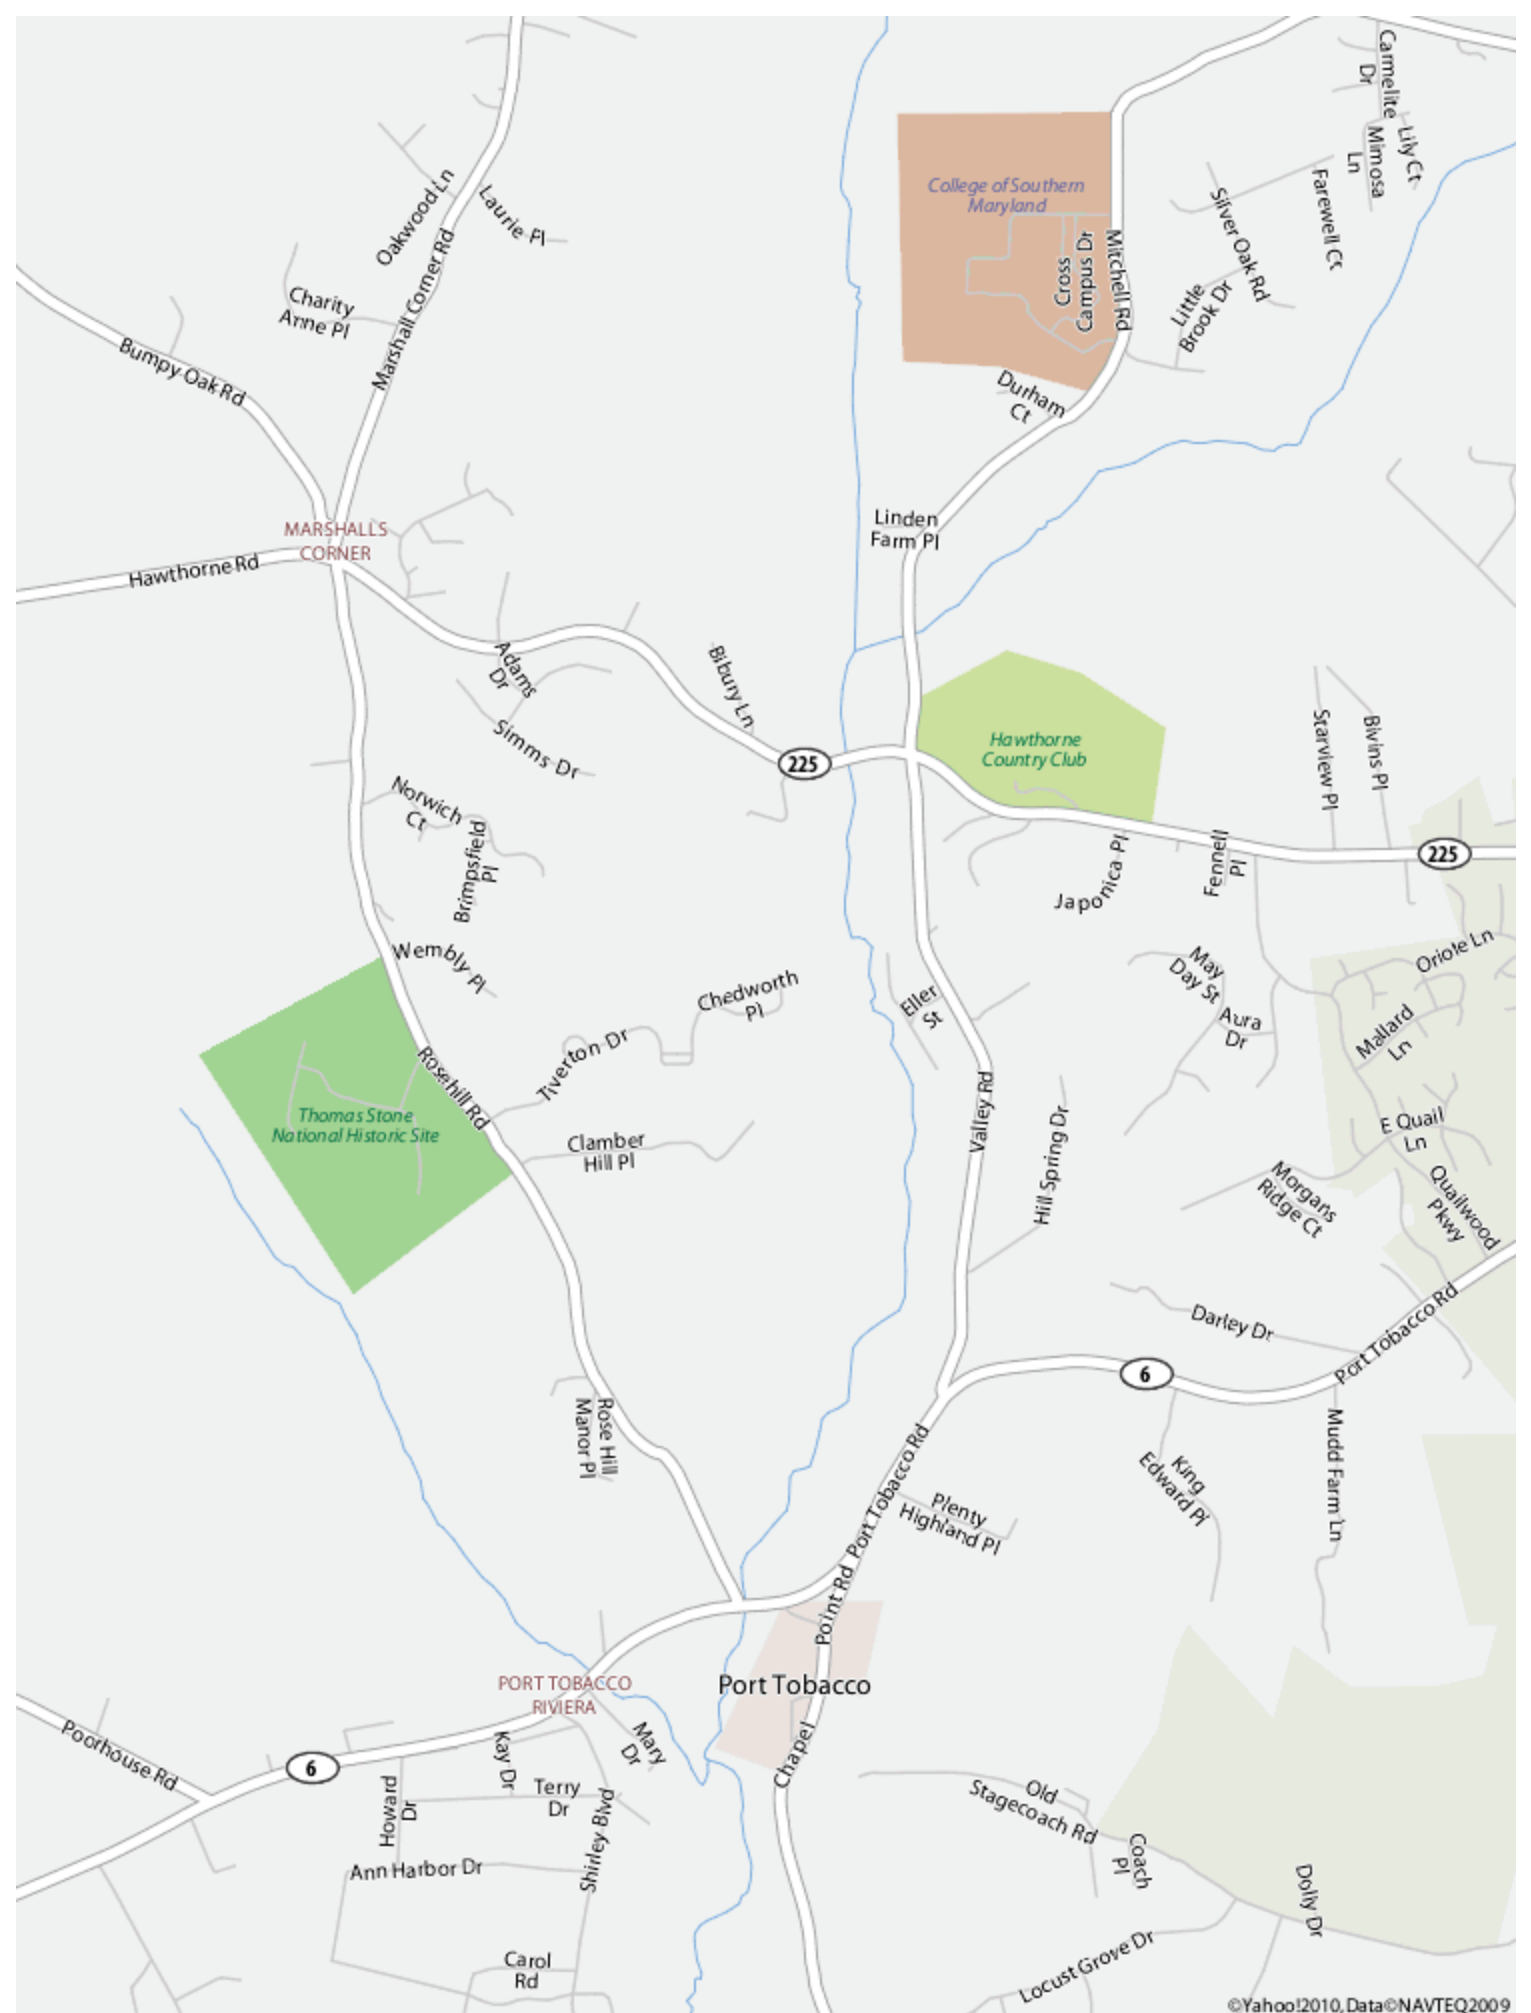 Carmelite
Dr
Lily Ct
Mimosa
Ln
Farewell Ct
Silver Oak Rd
Little
Brook Dr
College of Southern
Maryland
Cross
Campus Dr
Mitchell Rd
Durham
Ct
Linden
Farm Pl
Oakwood Ln
Laurie Pl
Marshall Corner Rd
Charity
Anne Pl
Bumpy Oak Rd
MARSHALLS
CORNER
Hawthorne Rd
Adams
Dr
Simms Dr
Bibury Ln
225
Hawthorne
Country Club
Starview Pl
Bivins Pl
225
Norwich
Ct
Brimpsfield
Pl
Japonica Pl
Fennell
Pl
Wembly Pl
Chedworth
Pl
Tiverton Dr
Eller
St
May
Day St
Aura
Dr
Oriole Ln
Mallard
Ln
Rosehill Rd
Thomas Stone
National Historic Site
Clamber
Hill Pl
Valley Rd
Hill Spring Dr
E Quail
Ln
Morgans
Ridge Ct
Quailwood
Pkwy
Darley Dr
Port Tobacco Rd
6
Rose Hill
Manor Pl
Port Tobacco Rd
Plenty
Highland Pl
King
Edward Pl
Mudd Farm Ln
Point Rd
PORT TOBACCO
RIVIERA
Port Tobacco
Chapel
Poorhouse Rd
6
Kay Dr
Mary
Dr
Terry
Dr
Howard
Dr
Shirley Blvd
Ann Harbor Dr
Carol
Rd
Old
Stagecoach Rd
Coach
Pl
Dolly Dr
Locust Grove Dr
©Yahoo!2010, Data©NAVTEQ2009